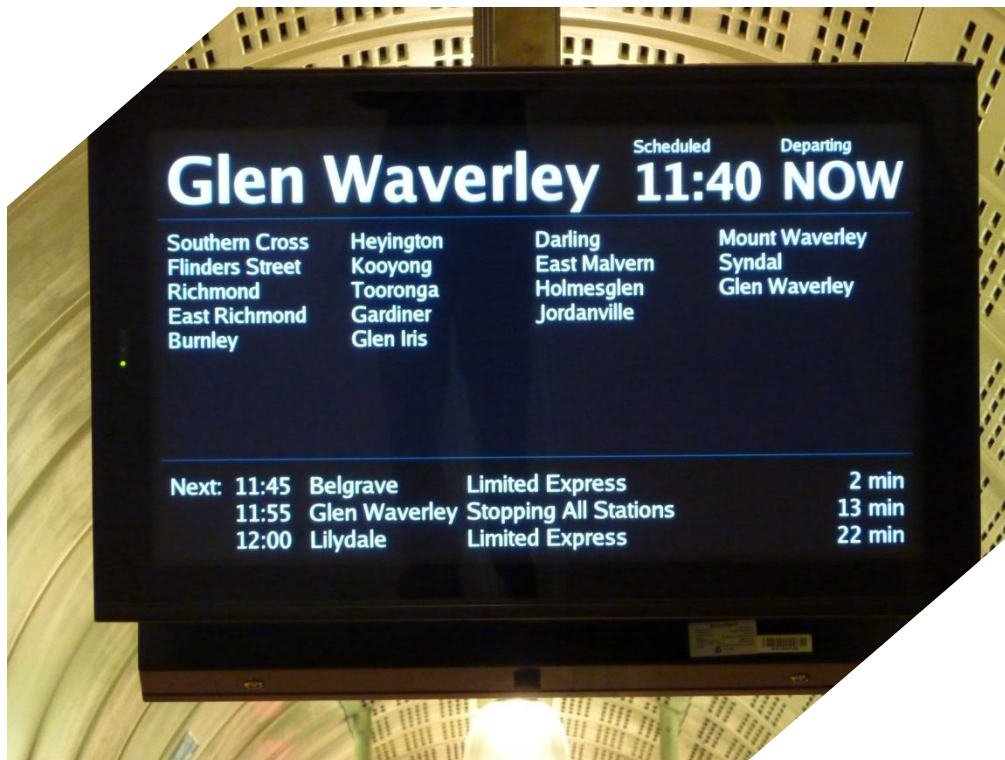 Scheduled Departing
Glen Waverley 11:40 NOW
Southern Cross
Flinders Street
Richmond
East Richmond
Burnley
Heyington
Kooyong
Tooronga
Gardiner
Glen Iris
Darling
East Malvern
Holmesglen
Jordanville
Mount Waverley
Syndal
Glen Waverley
Next: 11:45 Belgrave Limited Express 2 min
11:55 Glen Waverley Stopping All Stations 13 min
12:00 Lilydale Limited Express 22 min